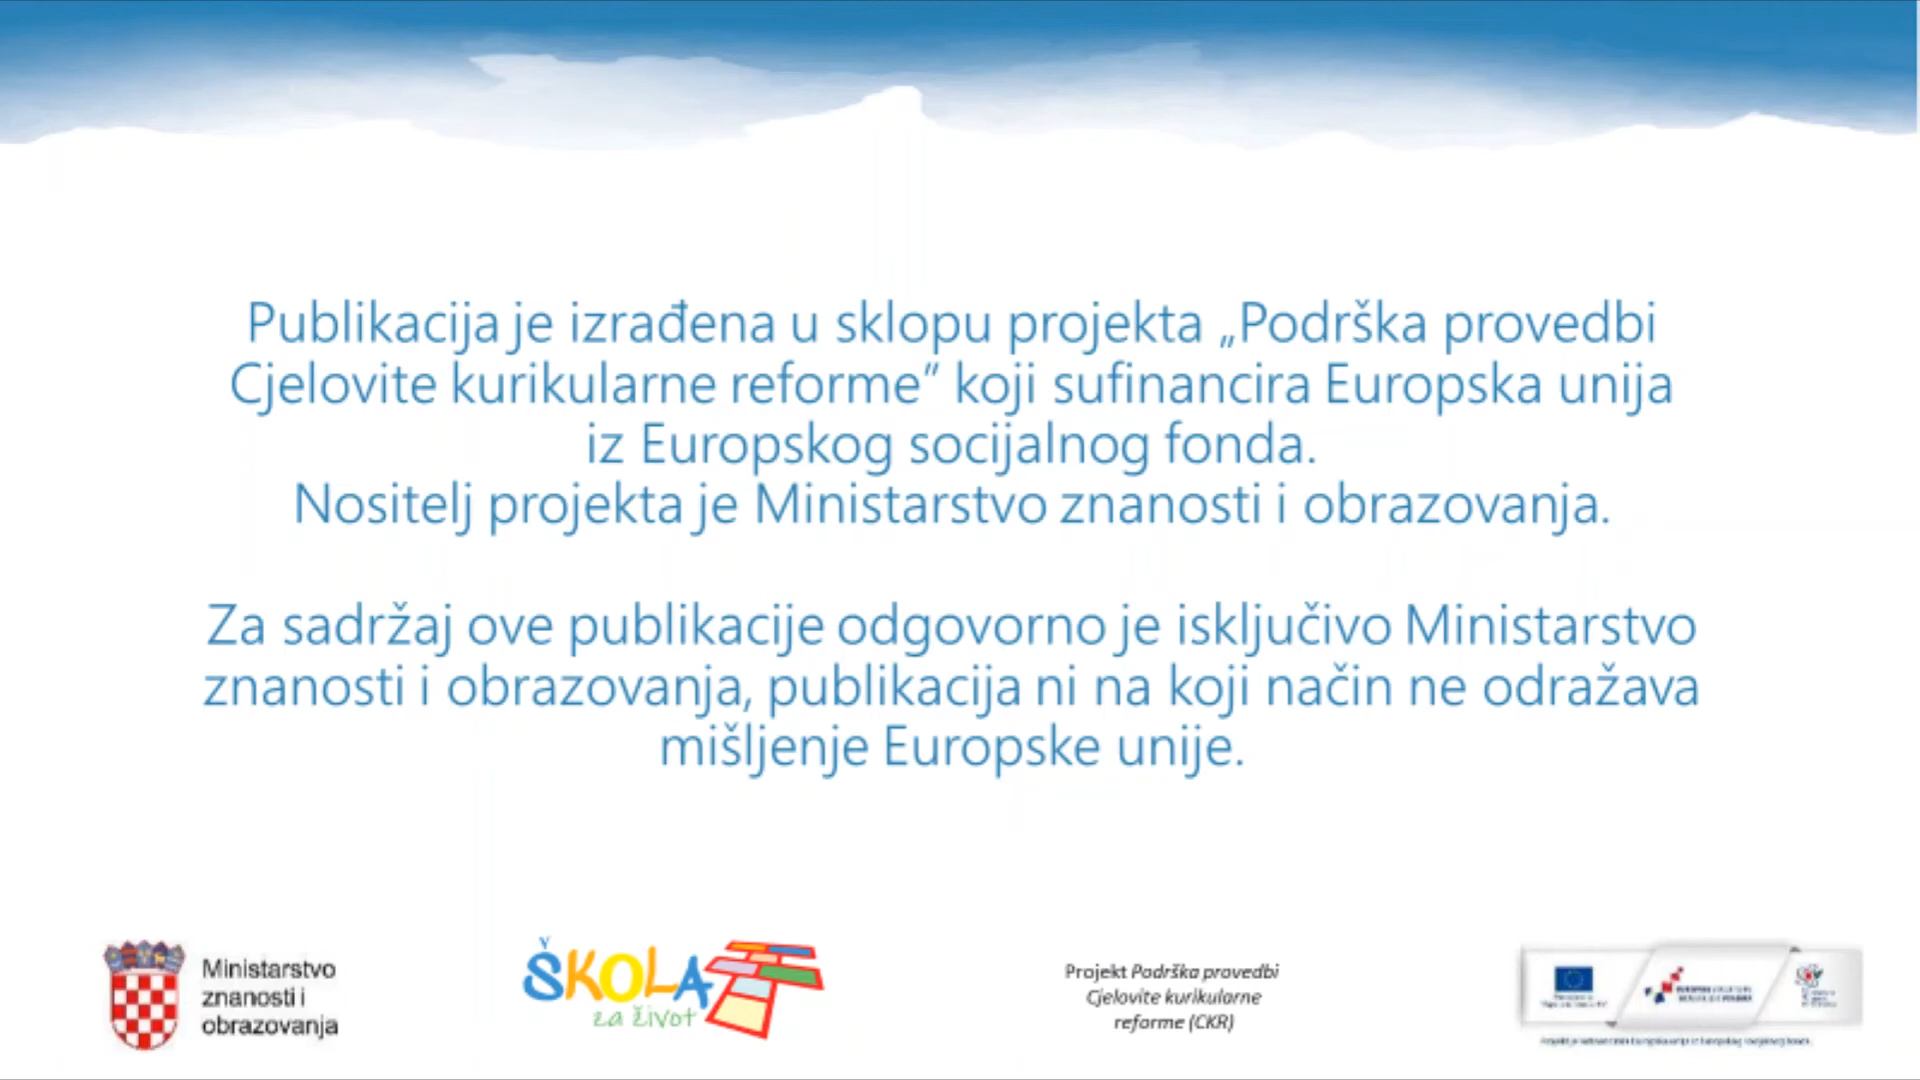 Publikacija je izrađena u sklopu projekta „Podrška provedbi
Cjelovite kurikularne reforme” koji sufinancira Europska unija
iz Europskog socijalnog fonda.
Nositelj projekta je Ministarstvo znanosti i obrazovanja.
Za sadržaj ove publikacije odgovorno je isključivo Ministarstvo
znanosti i obrazovanja, publikacija ni na koji način ne odražava
mišljenje Europske unije.
Ministarstvo
znanosti i
obrazovanja
ŠKOLA
za život
Projekt Podrška provedbi
Cjelovite kurikularne
reforme (CKR)